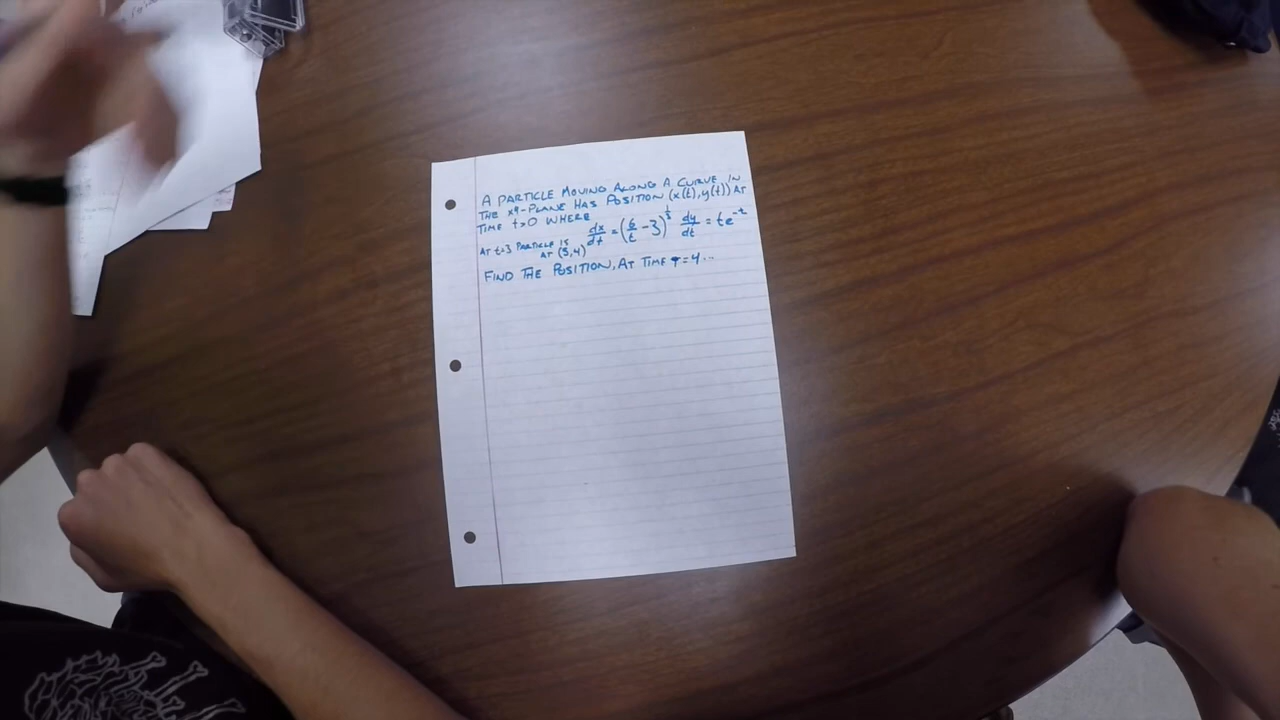 A PARTICLE MOVING ALONG A CURVE IN
THE xy-PLANE HAS POSITION (x(t), y(t)) AT
TIME t>0 WHERE
dx/dt = (6/t - 3)^(1/3) dy/dt = te^-t
AT t=3 PARTICLE IS
AT (5,4)
FIND THE POSITION, AT TIME T=4...